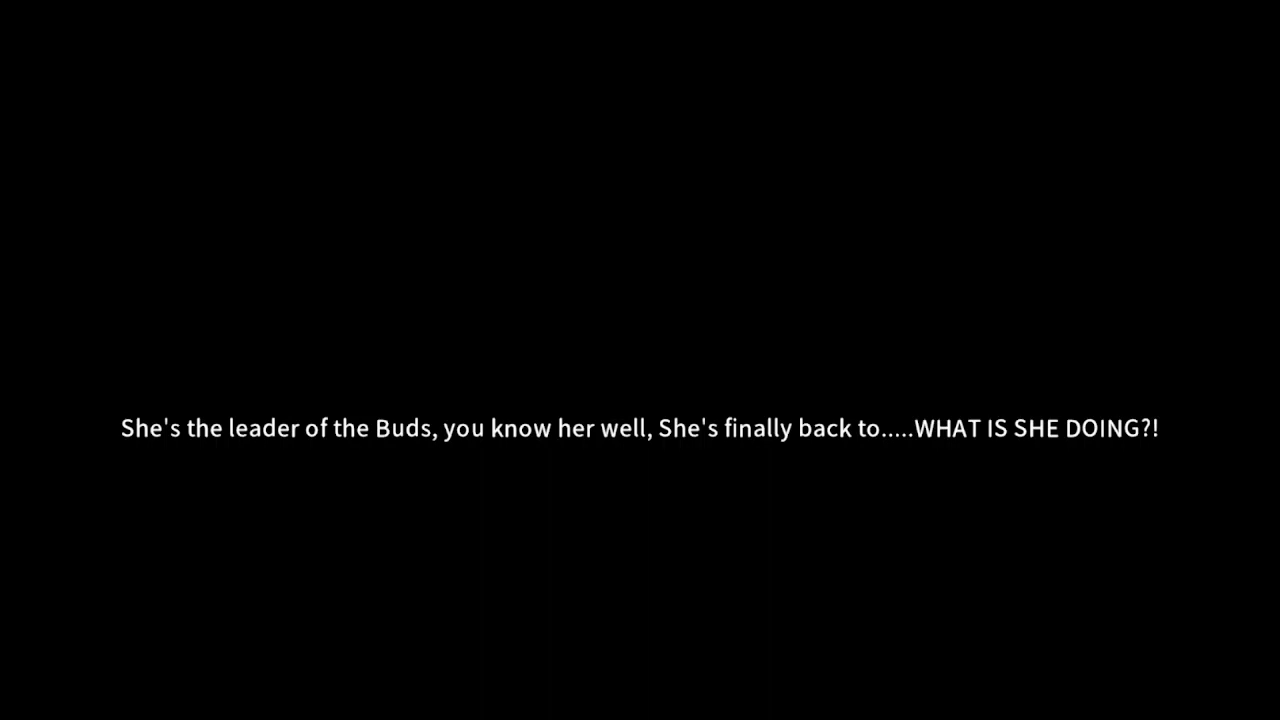 She's the leader of the Buds, you know her well, She's finally back to.....WHAT IS SHE DOING?!